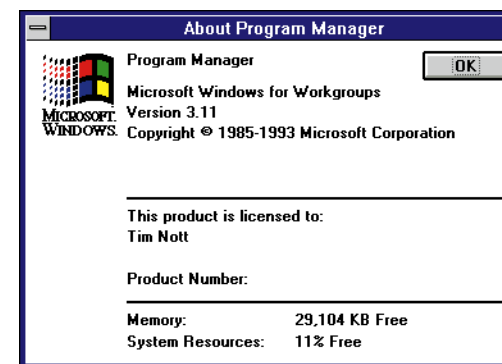 About Program Manager
Program Manager
OK
Microsoft Windows for Workgroups
MICROSOFT.
Version 3.11
WINDOWS.
Copyright © 1985-1993 Microsoft Corporation
This product is licensed to:
Tim Nott
Product Number:
Memory: 29,104 KB Free
System Resources: 11% Free